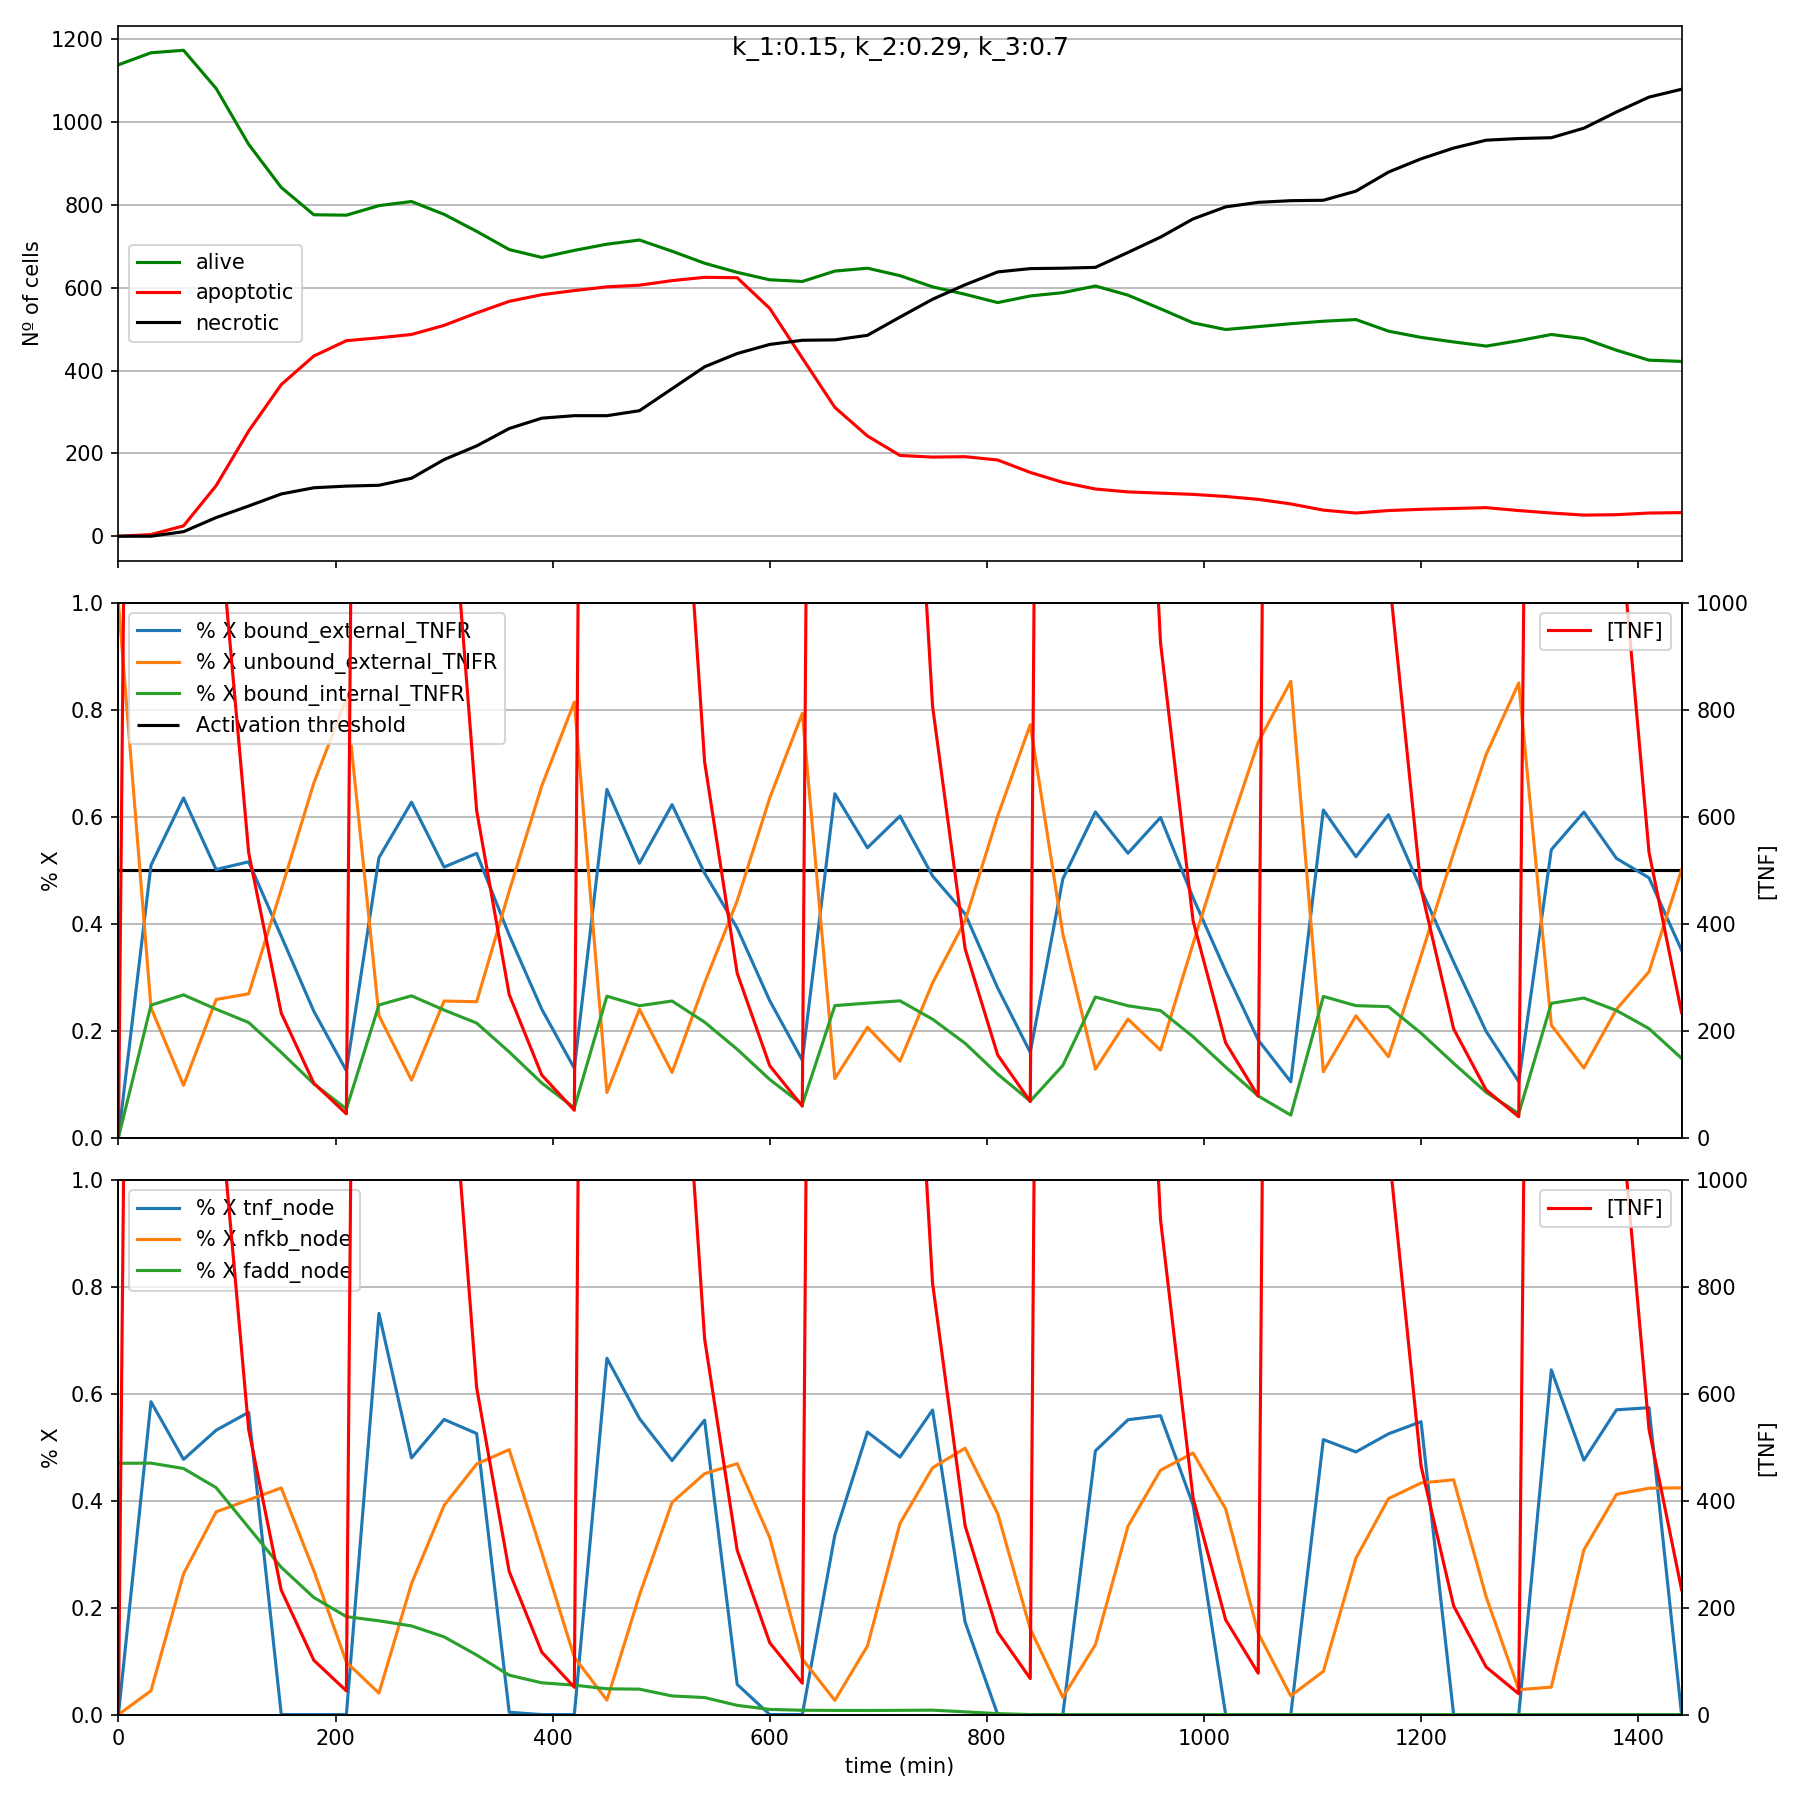 k_1:0.15, k_2:0.29, k_3:0.7
1200
1000
800
600
400
200
0
Nº of cells
alive
apoptotic
necrotic
1.0
0.8
0.6
0.4
0.2
0.0
% X
% X bound_external_TNFR
% X unbound_external_TNFR
% X bound_internal_TNFR
Activation threshold
[TNF]
1000
800
600
400
200
0
[TNF]
1.0
0.8
0.6
0.4
0.2
0.0
% X
% X tnf_node
% X nfkb_node
% X fadd_node
[TNF]
1000
800
600
400
200
0
[TNF]
0 200 400 600 800 1000 1200 1400
time (min)